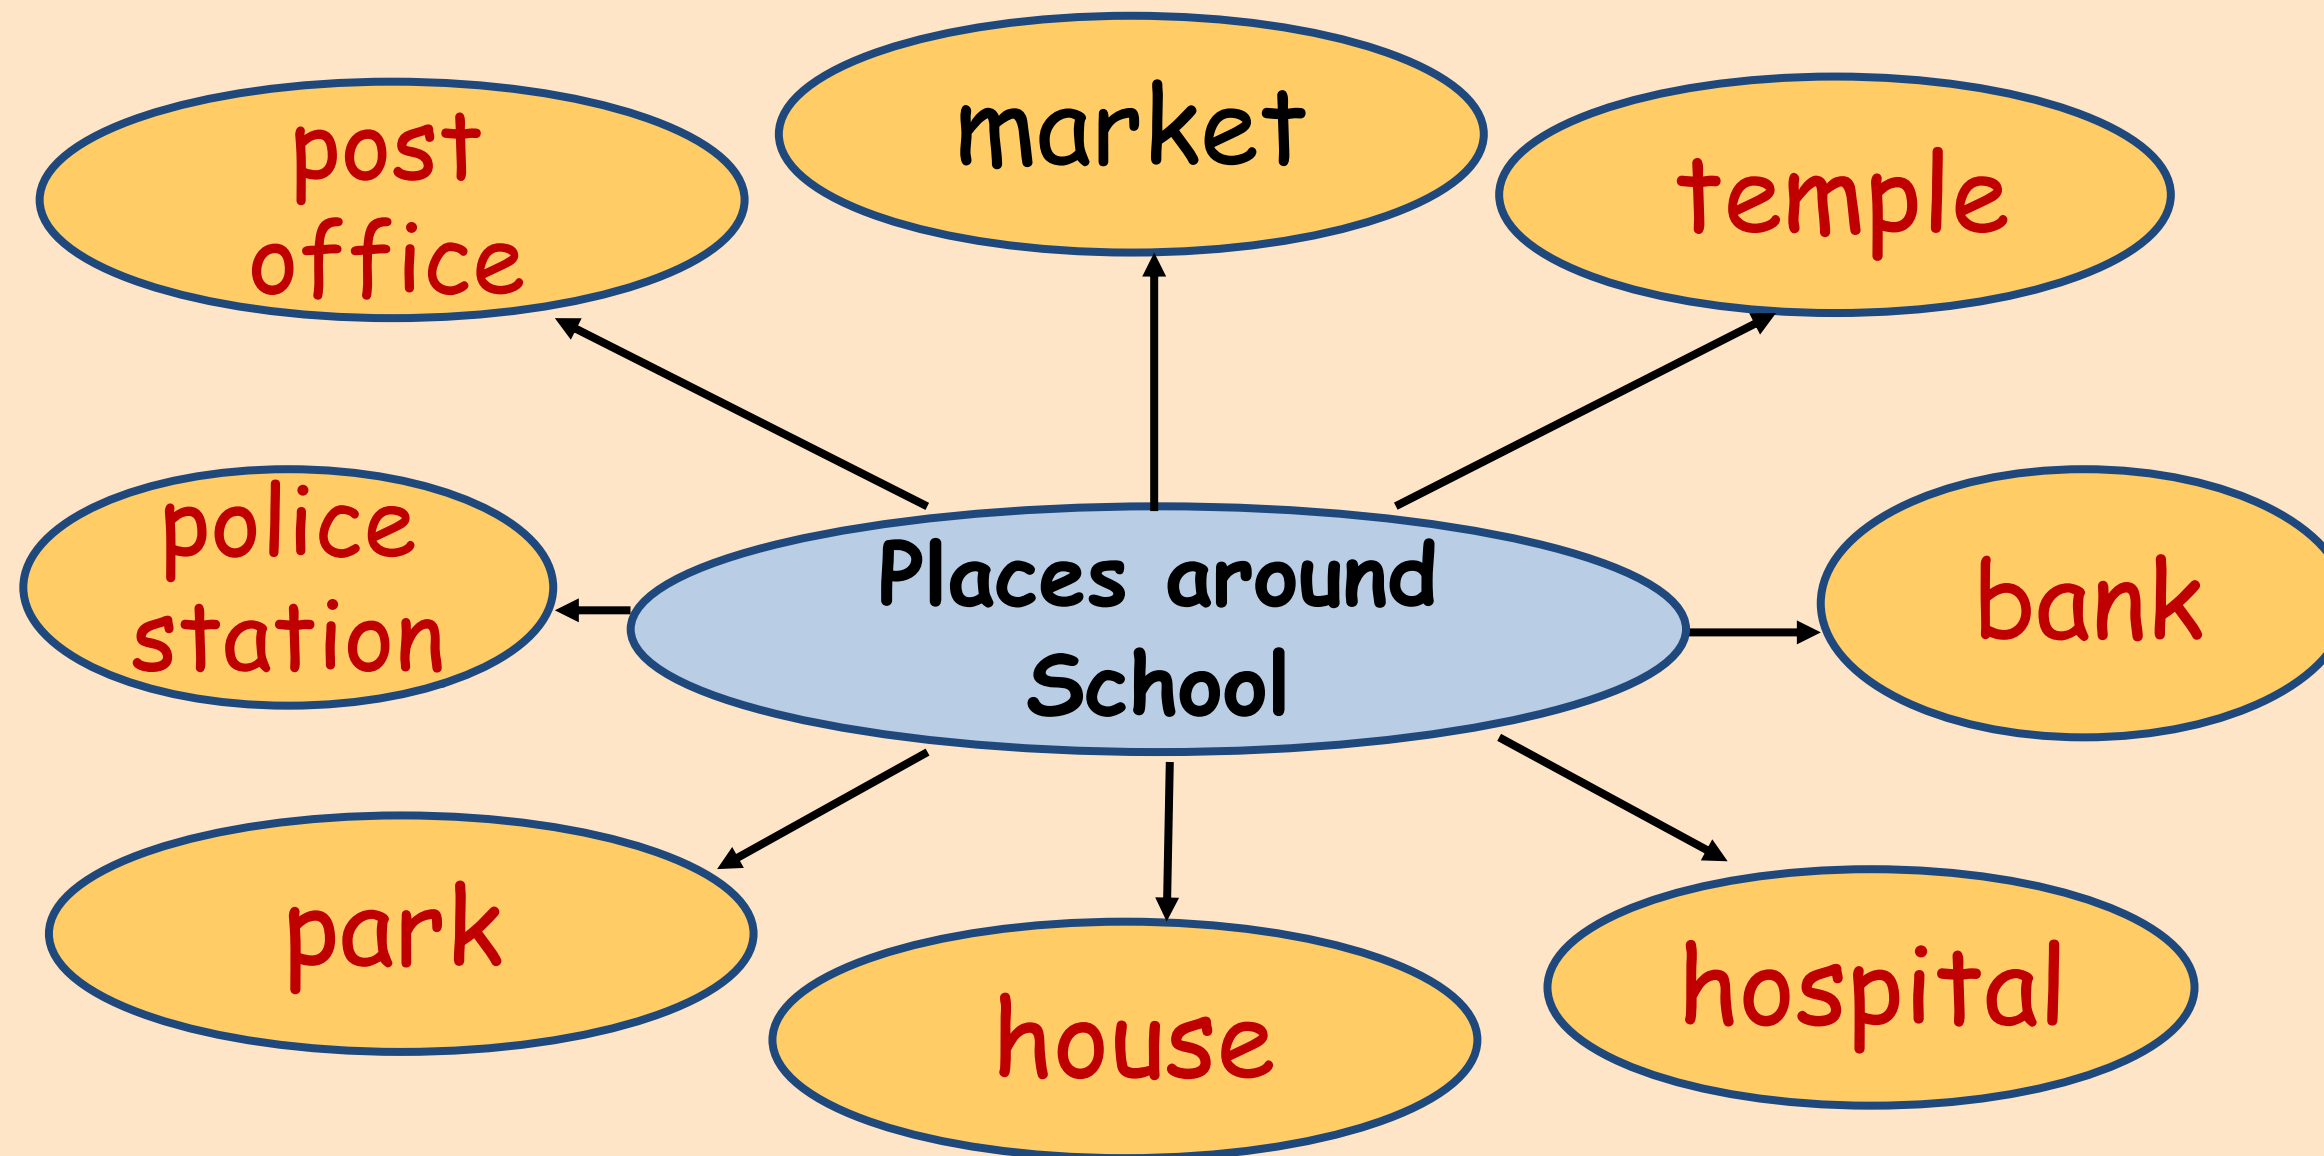 market
post
office
temple
police
station
Places around
School
bank
park
hospital
house